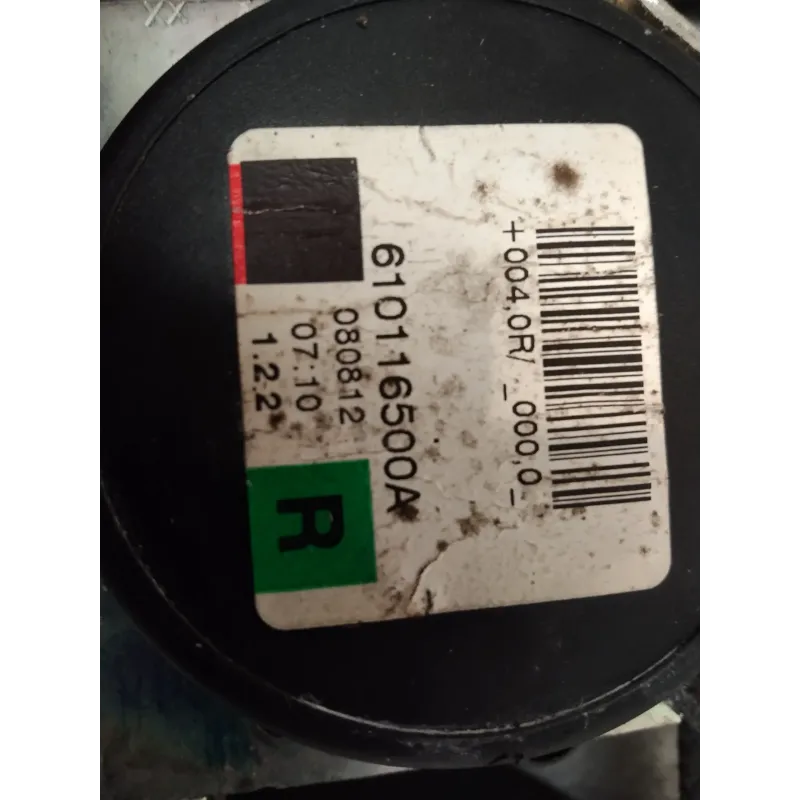 +004,0R/ _000,0_
610116500A
080812
07:10
1.2.2
R